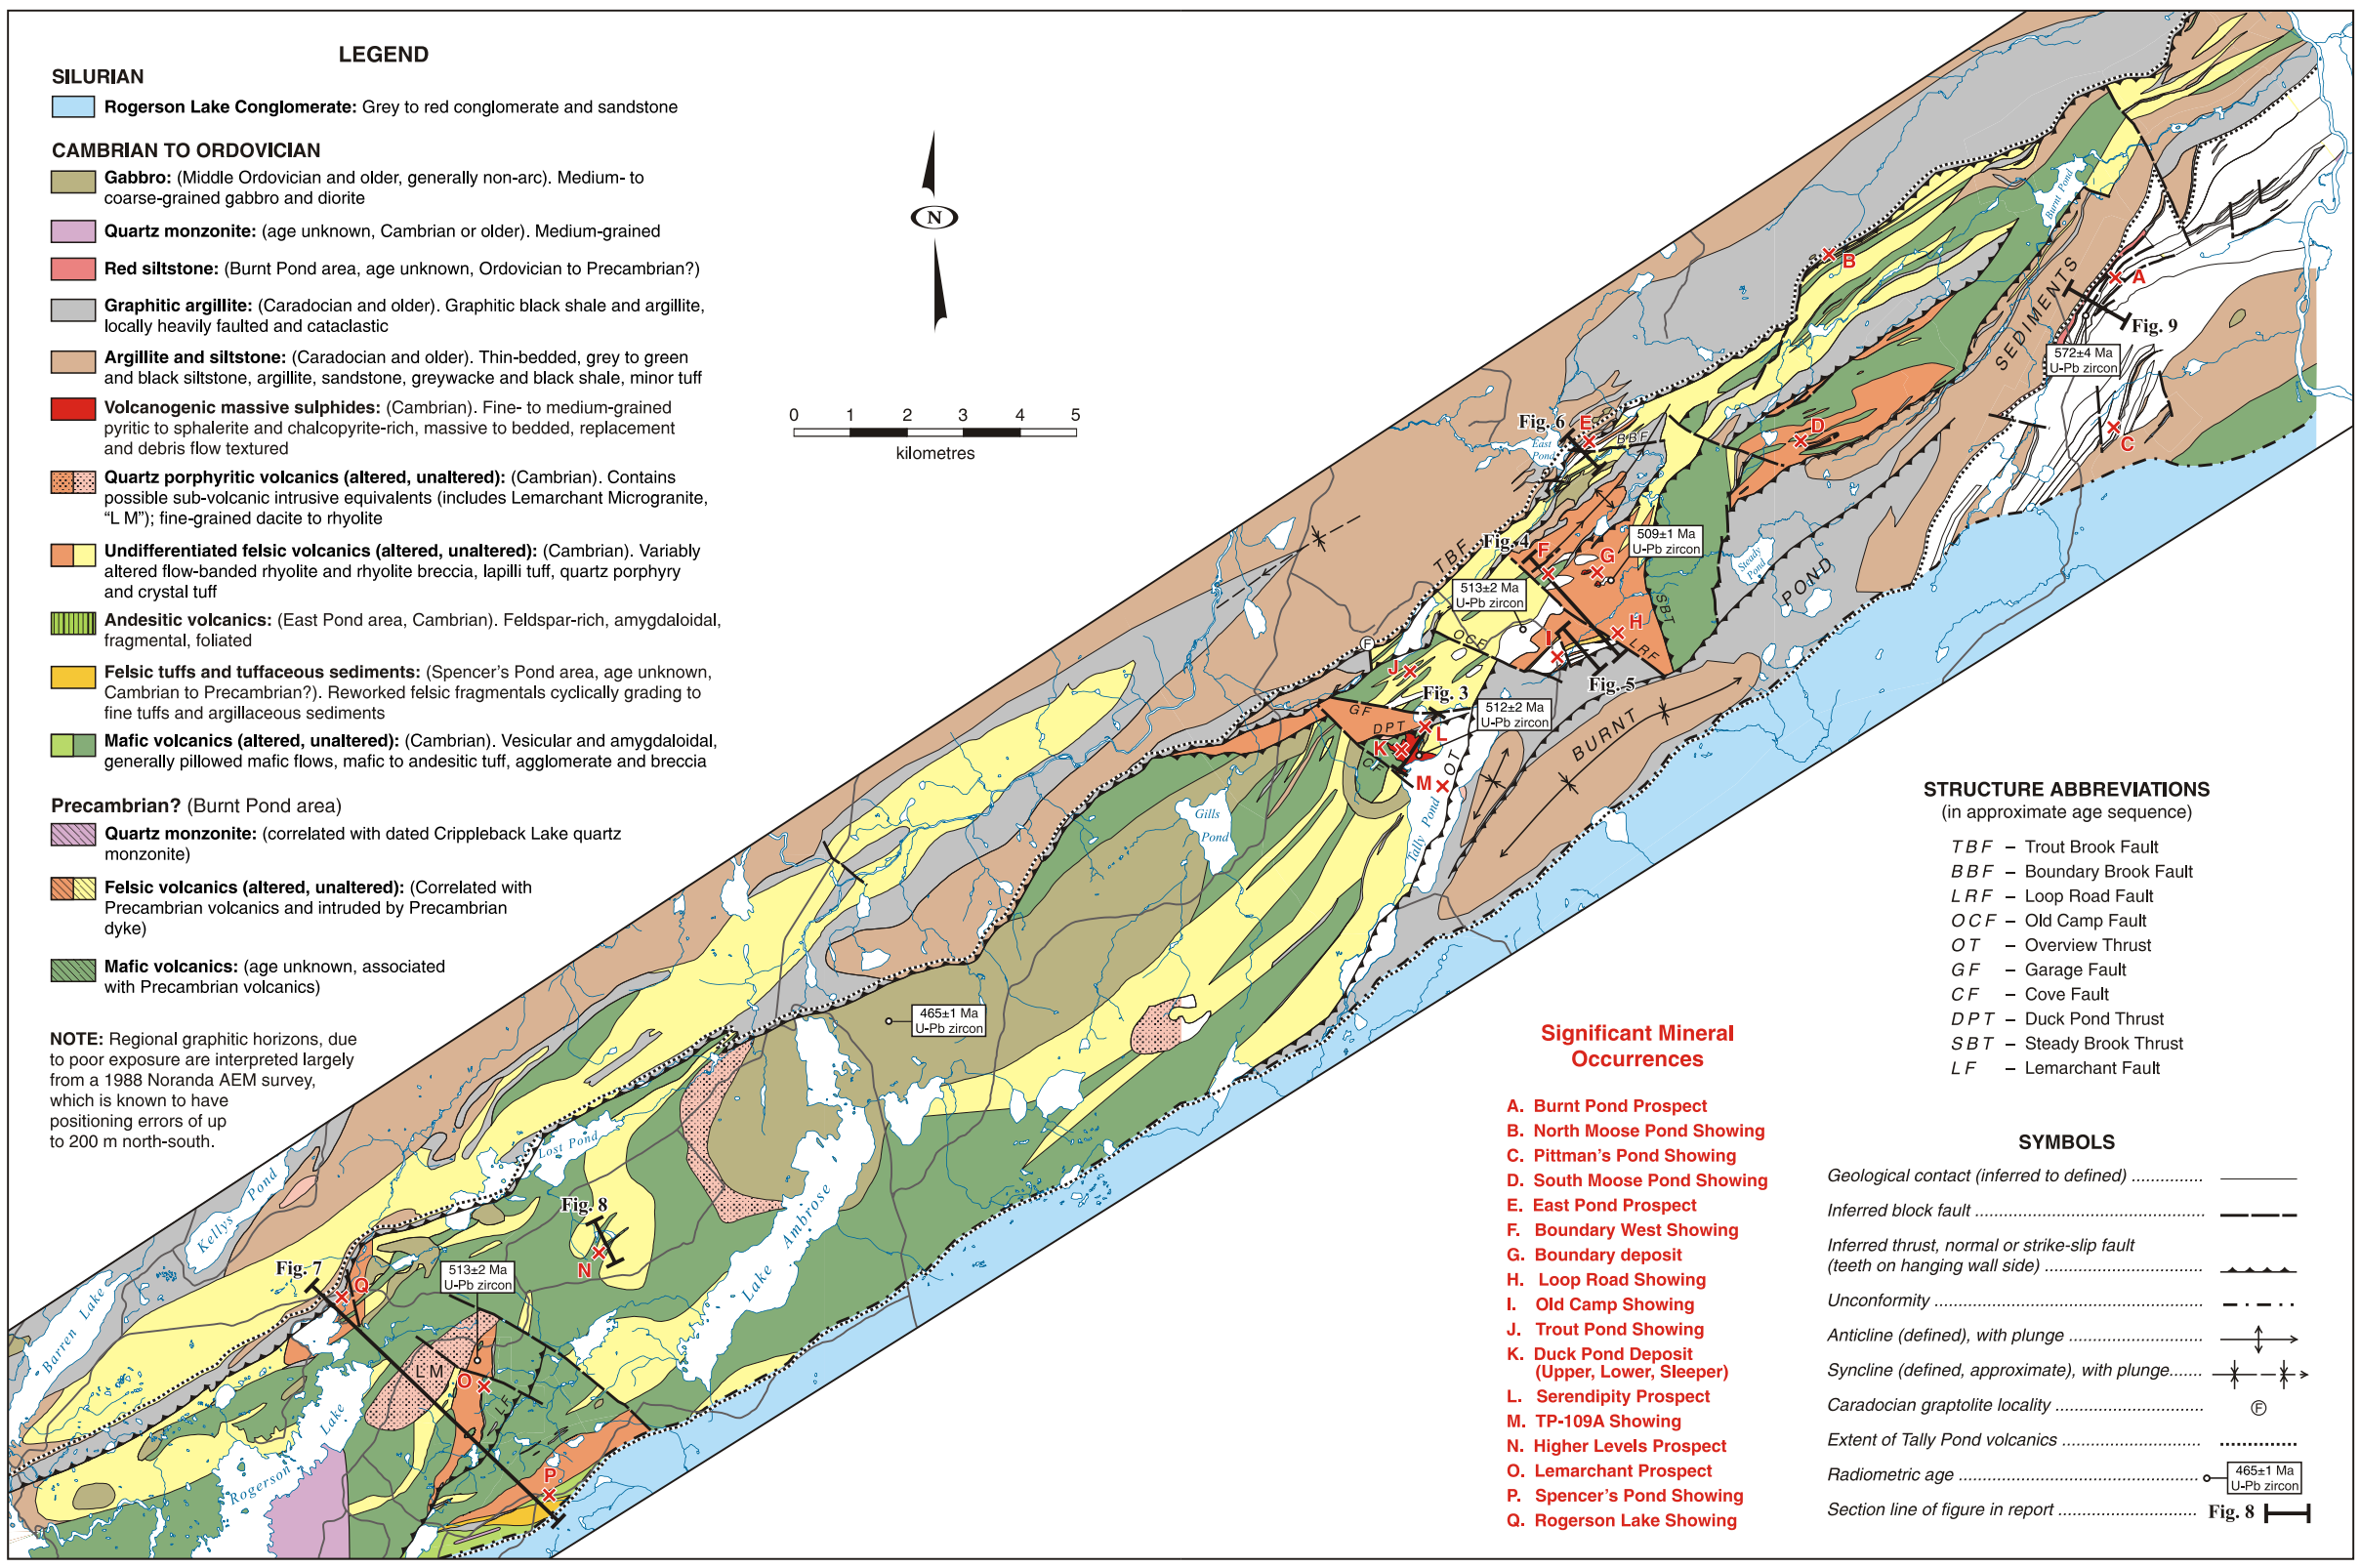 LEGEND
SILURIAN
Rogerson Lake Conglomerate: Grey to red conglomerate and sandstone
CAMBRIAN TO ORDOVICIAN
Gabbro: (Middle Ordovician and older, generally non-arc). Medium- to
coarse-grained gabbro and diorite
Quartz monzonite: (age unknown, Cambrian or older). Medium-grained
Red siltstone: (Burnt Pond area, age unknown, Ordovician to Precambrian?)
Graphitic argillite: (Caradocian and older). Graphitic black shale and argillite,
locally heavily faulted and cataclastic
Argillite and siltstone: (Caradocian and older). Thin-bedded, grey to green
and black siltstone, argillite, sandstone, greywacke and black shale, minor tuff
Volcanogenic massive sulphides: (Cambrian). Fine- to medium-grained
pyritic to sphalerite and chalcopyrite-rich, massive to bedded, replacement
and debris flow textured
Quartz porphyritic volcanics (altered, unaltered): (Cambrian). Contains
possible sub-volcanic intrusive equivalents (includes Lemarchant Microgranite,
“L M”); fine-grained dacite to rhyolite
Undifferentiated felsic volcanics (altered, unaltered): (Cambrian). Variably
altered flow-banded rhyolite and rhyolite breccia, lapilli tuff, quartz porphyry
and crystal tuff
Andesitic volcanics: (East Pond area, Cambrian). Feldspar-rich, amygdaloidal,
fragmental, foliated
Felsic tuffs and tuffaceous sediments: (Spencer’s Pond area, age unknown,
Cambrian to Precambrian?). Reworked felsic fragmentals cyclically grading to
fine tuffs and argillaceous sediments
Mafic volcanics (altered, unaltered): (Cambrian). Vesicular and amygdaloidal,
generally pillowed mafic flows, mafic to andesitic tuff, agglomerate and breccia
Precambrian? (Burnt Pond area)
Quartz monzonite: (correlated with dated Crippleback Lake quartz
monzonite)
Felsic volcanics (altered, unaltered): (Correlated with
Precambrian volcanics and intruded by Precambrian
dyke)
Mafic volcanics: (age unknown, associated
with Precambrian volcanics)
NOTE: Regional graphitic horizons, due
to poor exposure are interpreted largely
from a 1988 Noranda AEM survey,
which is known to have
positioning errors of up
to 200 m north-south.
N
0 1 2 3 4 5
kilometres
Burnt Pond
B
A
Fig. 9
SEDIMENTS
572±4 Ma
U-Pb zircon
C
D
Fig. 6
E
East
Pond
BBF
Fig. 4
F
G
509±1 Ma
U-Pb zircon
TBF
513±2 Ma
U-Pb zircon
Steady
Pond
POND
SBT
H
I
LRF
OCF
F
J
Fig. 5
Fig. 3
512±2 Ma
U-Pb zircon
GF
DPT
L
K
CF
OT
M
BURNT
Tally Pond
Gills
Pond
465±1 Ma
U-Pb zircon
Lost Pond
Kellys Pond
Fig. 8
N
Lake Ambrose
Fig. 7
Q
513±2 Ma
U-Pb zircon
Barren Lake
LM
O
LF
Rogerson Lake
P
STRUCTURE ABBREVIATIONS
(in approximate age sequence)
TBF – Trout Brook Fault
BBF – Boundary Brook Fault
LRF – Loop Road Fault
OCF – Old Camp Fault
OT – Overview Thrust
GF – Garage Fault
CF – Cove Fault
DPT – Duck Pond Thrust
SBT – Steady Brook Thrust
LF – Lemarchant Fault
Significant Mineral
Occurrences
A. Burnt Pond Prospect
B. North Moose Pond Showing
C. Pittman’s Pond Showing
D. South Moose Pond Showing
E. East Pond Prospect
F. Boundary West Showing
G. Boundary deposit
H. Loop Road Showing
I. Old Camp Showing
J. Trout Pond Showing
K. Duck Pond Deposit
(Upper, Lower, Sleeper)
L. Serendipity Prospect
M. TP-109A Showing
N. Higher Levels Prospect
O. Lemarchant Prospect
P. Spencer’s Pond Showing
Q. Rogerson Lake Showing
SYMBOLS
Geological contact (inferred to defined)
Inferred block fault
Inferred thrust, normal or strike-slip fault
(teeth on hanging wall side)
Unconformity
Anticline (defined), with plunge
Syncline (defined, approximate), with plunge
Caradocian graptolite locality F
Extent of Tally Pond volcanics
Radiometric age 465±1 Ma
U-Pb zircon
Section line of figure in report Fig. 8